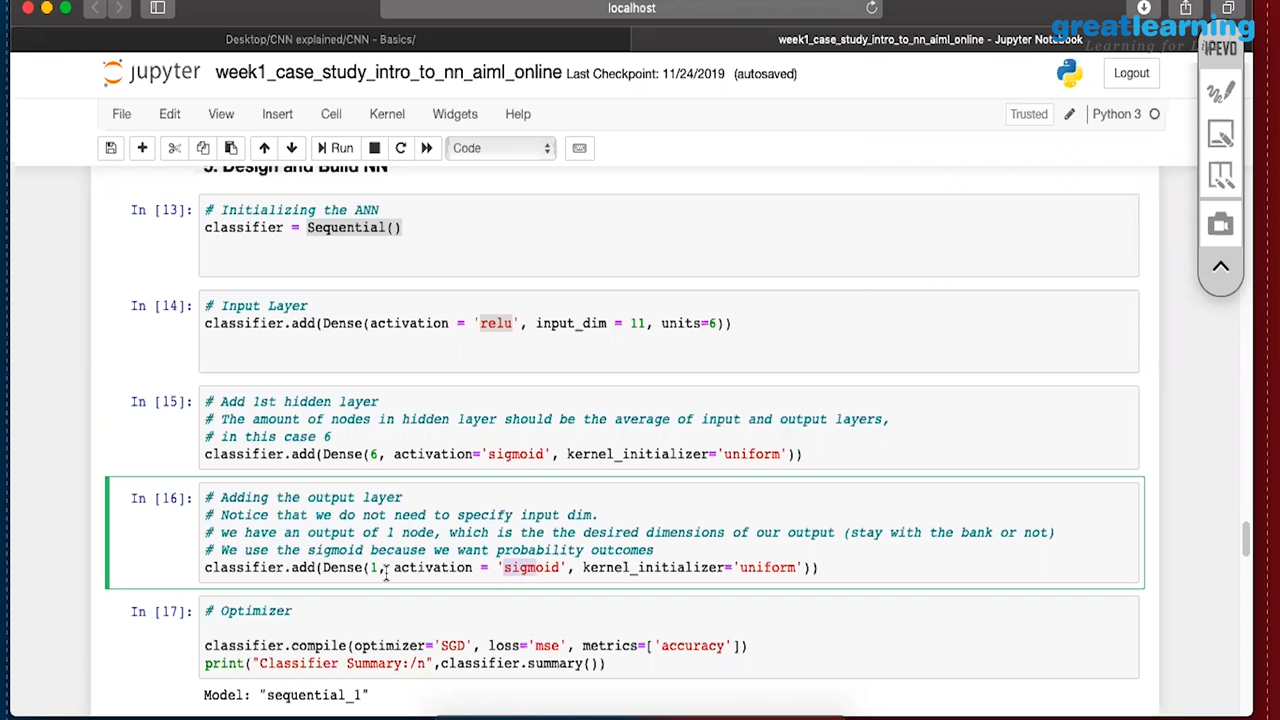 localhost
greatlearning
Learning for Life
Desktop/CNN explained/CNN - Basics/
week1_case_study_intro_to_nn_aiml_online - Jupyter Notebook
IPEVO
jupyter week1_case_study_intro_to_nn_aiml_online Last Checkpoint: 11/24/2019 (autosaved)
Logout
File Edit View Insert Cell Kernel Widgets Help
Trusted Python 3
Run Code
5. Design and Build NN
In [13]: # Initializing the ANN
classifier = Sequential()
In [14]: # Input Layer
classifier.add(Dense(activation = 'relu', input_dim = 11, units=6))
In [15]: # Add 1st hidden layer
# The amount of nodes in hidden layer should be the average of input and output layers,
# in this case 6
classifier.add(Dense(6, activation='sigmoid', kernel_initializer='uniform'))
In [16]: # Adding the output layer
# Notice that we do not need to specify input dim.
# we have an output of 1 node, which is the the desired dimensions of our output (stay with the bank or not)
# We use the sigmoid because we want probability outcomes
classifier.add(Dense(1, activation = 'sigmoid', kernel_initializer='uniform'))
In [17]: # Optimizer
classifier.compile(optimizer='SGD', loss='mse', metrics=['accuracy'])
print("Classifier Summary:/n",classifier.summary())
Model: "sequential_1"